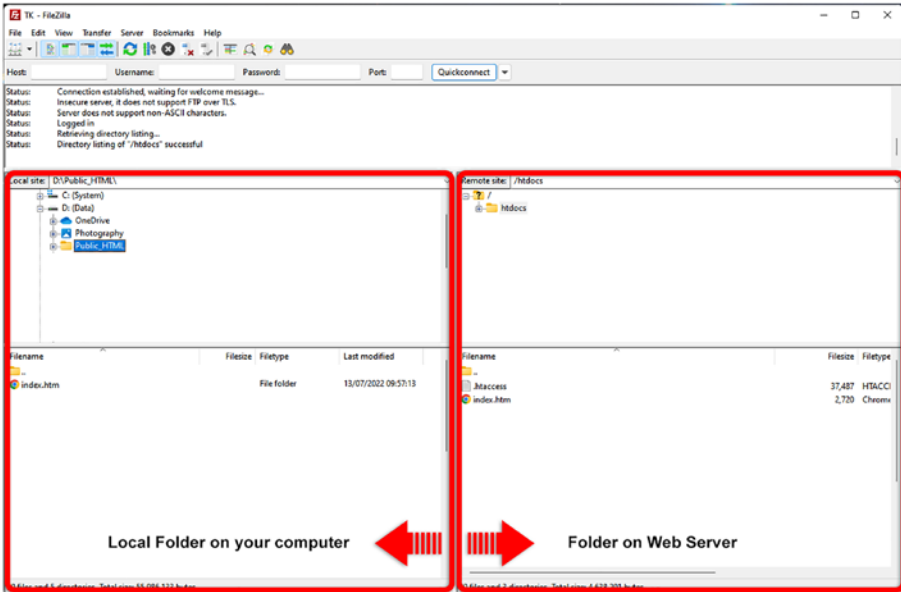 TK - FileZilla
File Edit View Transfer Server Bookmarks Help
Host: Username: Password: Port: Quickconnect
Status: Connection established, waiting for welcome message...
Status: Insecure server, it does not support FTP over TLS.
Status: Server does not support non-ASCII characters.
Status: Logged in
Status: Retrieving directory listing...
Status: Directory listing of "/htdocs" successful
Local site: D:\Public_HTML\
C: (System)
D: (Data)
OneDrive
Photography
Public_HTML
Filename Filesize Filetype Last modified
..
index.htm File folder 13/07/2022 09:57:13
Local Folder on your computer
Remote site: /htdocs
/
htdocs
Filename Filesize Filetype
..
.htaccess 37,487 HTACCI
index.htm 2,720 Chrome
Folder on Web Server